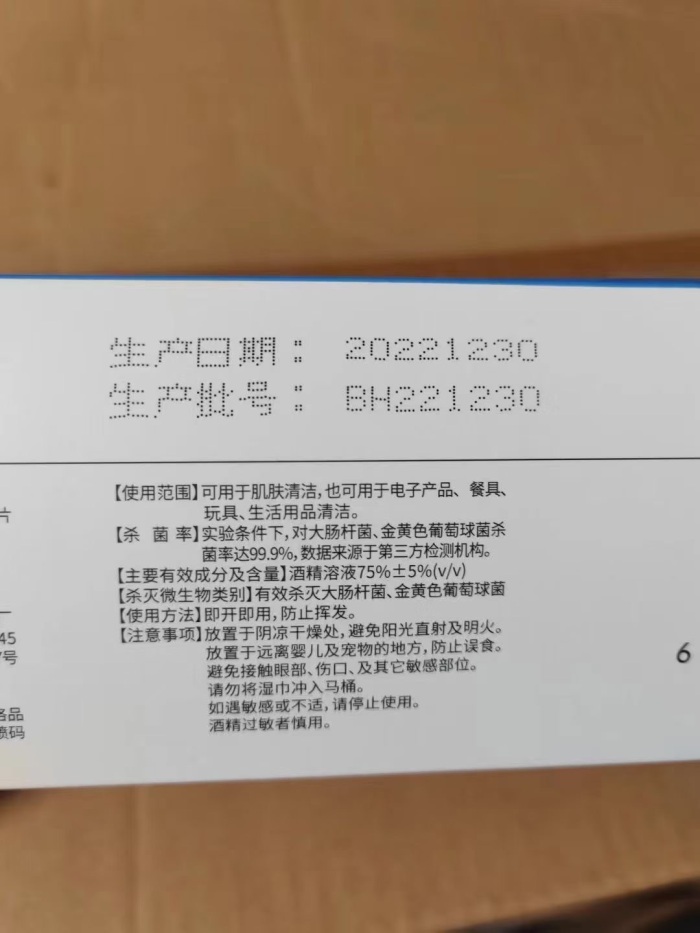 生产日期：20221230
生产批号：BH221230
【使用范围】可用于肌肤清洁,也可用于电子产品、餐具、
玩具、生活用品清洁。
【杀 菌 率】实验条件下,对大肠杆菌、金黄色葡萄球菌杀
菌率达99.9%,数据来源于第三方检测机构。
【主要有效成分及含量】酒精溶液75%±5%(v/v)
【杀灭微生物类别】有效杀灭大肠杆菌、金黄色葡萄球菌
【使用方法】即开即用,防止挥发。
【注意事项】放置于阴凉干燥处,避免阳光直射及明火。
放置于远离婴儿及宠物的地方,防止误食。
避免接触眼部、伤口、及其它敏感部位。
请勿将湿巾冲入马桶。
如遇敏感或不适,请停止使用。
酒精过敏者慎用。
片
45
号
品
码
6